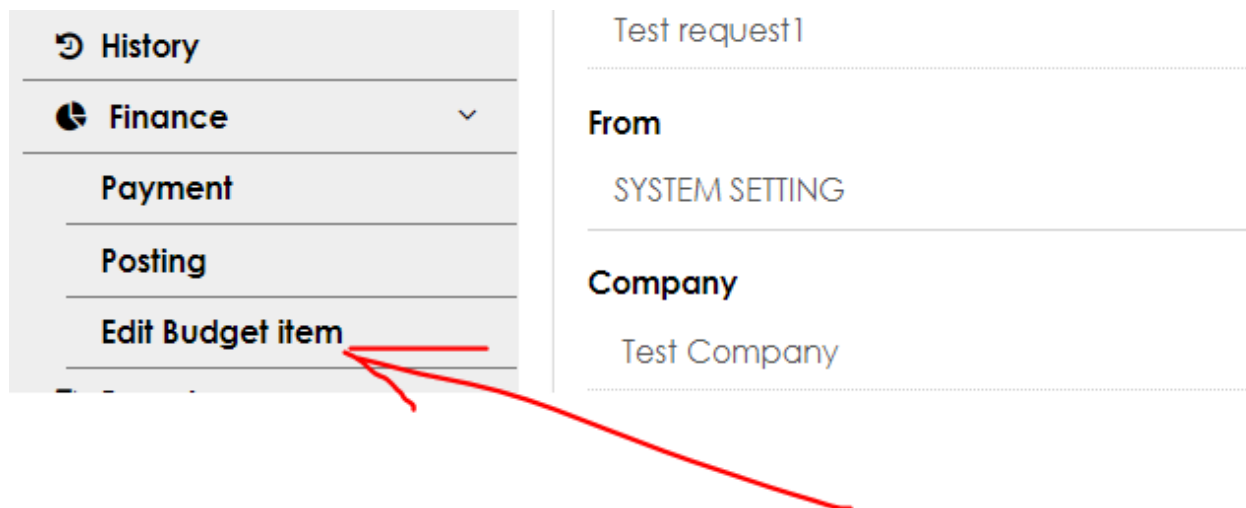 History
Finance
Payment
Posting
Edit Budget item
Test request1
From
SYSTEM SETTING
Company
Test Company